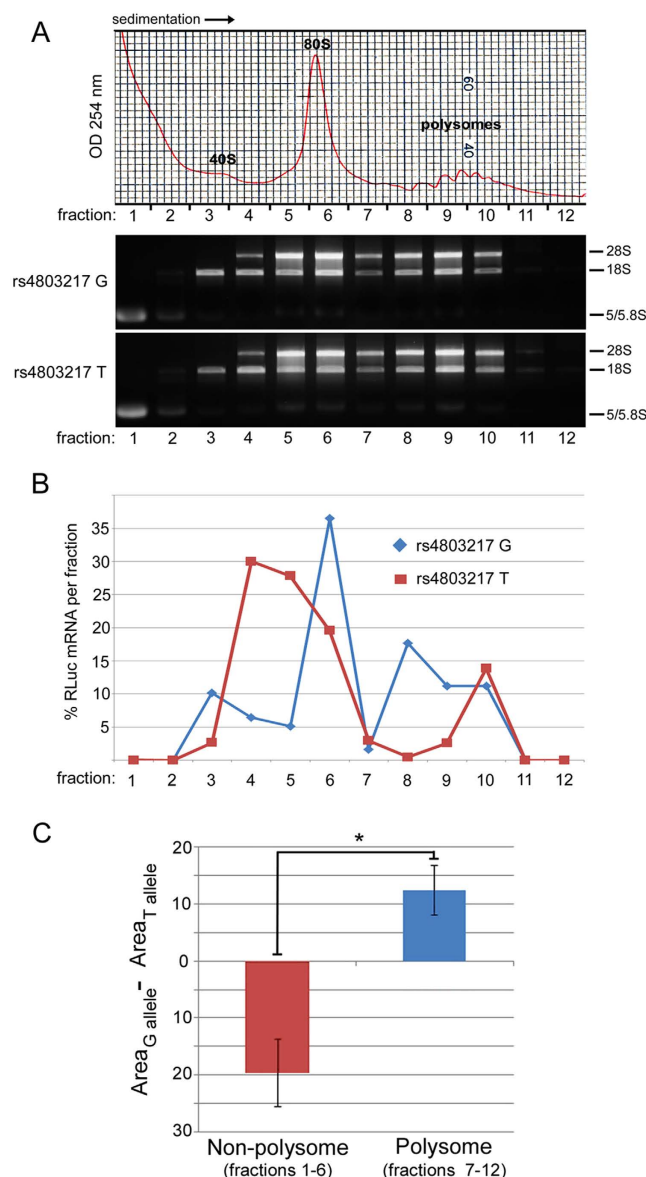 sedimentation
A
80S
40S
polysomes
60
40
OD 254 nm
fraction: 1 2 3 4 5 6 7 8 9 10 11 12
rs4803217 G
28S
18S
5/5.8S
rs4803217 T
28S
18S
5/5.8S
fraction: 1 2 3 4 5 6 7 8 9 10 11 12
B
% RLuc mRNA per fraction
35
30
25
20
15
10
5
rs4803217 G
rs4803217 T
fraction: 1 2 3 4 5 6 7 8 9 10 11 12
C
*
Area G allele - Area T allele
20
10
0
10
20
30
Non-polysome
(fractions 1-6)
Polysome
(fractions 7-12)